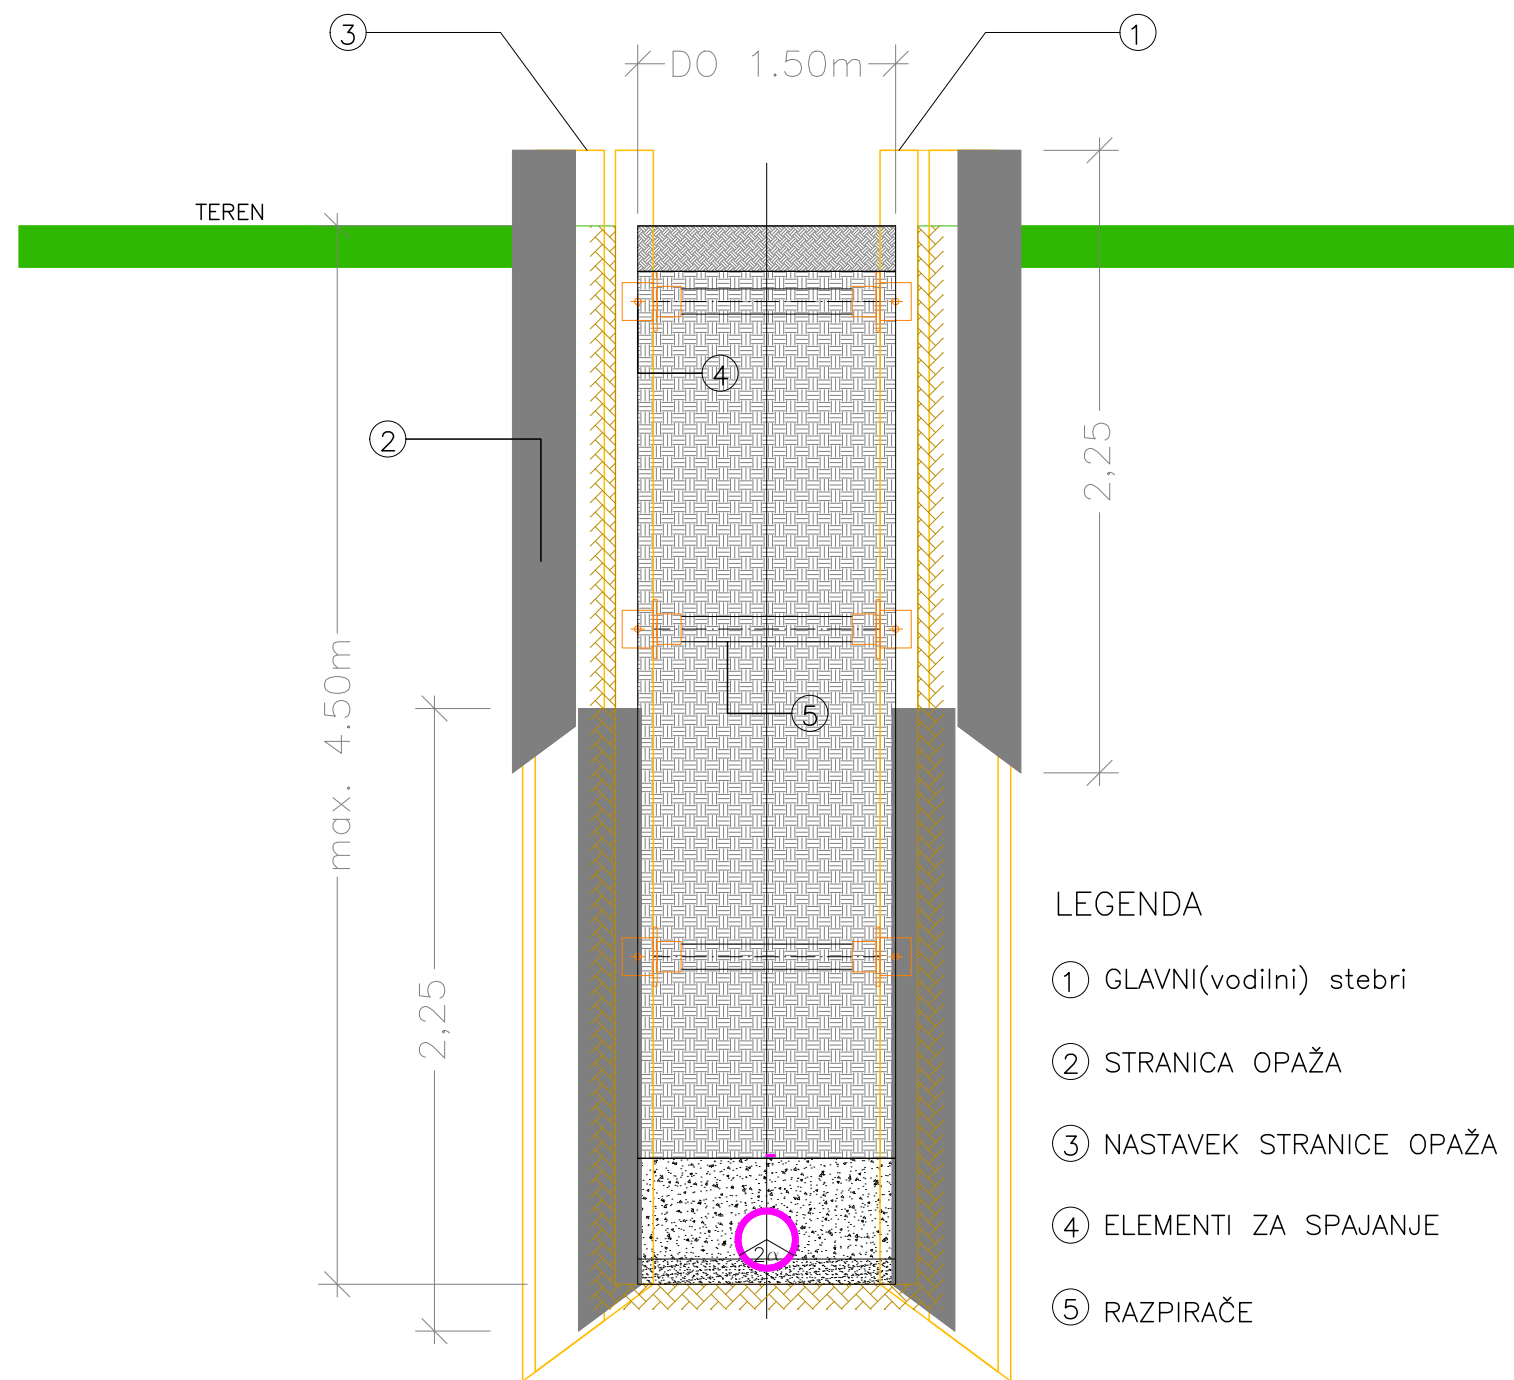 3
1
DO 1.50m
TEREN
4
2
2,25
max. 4.50m
5
2,25
2α
LEGENDA
1 GLAVNI(vodilni) stebri
2 STRANICA OPAŽA
3 NASTAVEK STRANICE OPAŽA
4 ELEMENTI ZA SPAJANJE
5 RAZPIRAČE